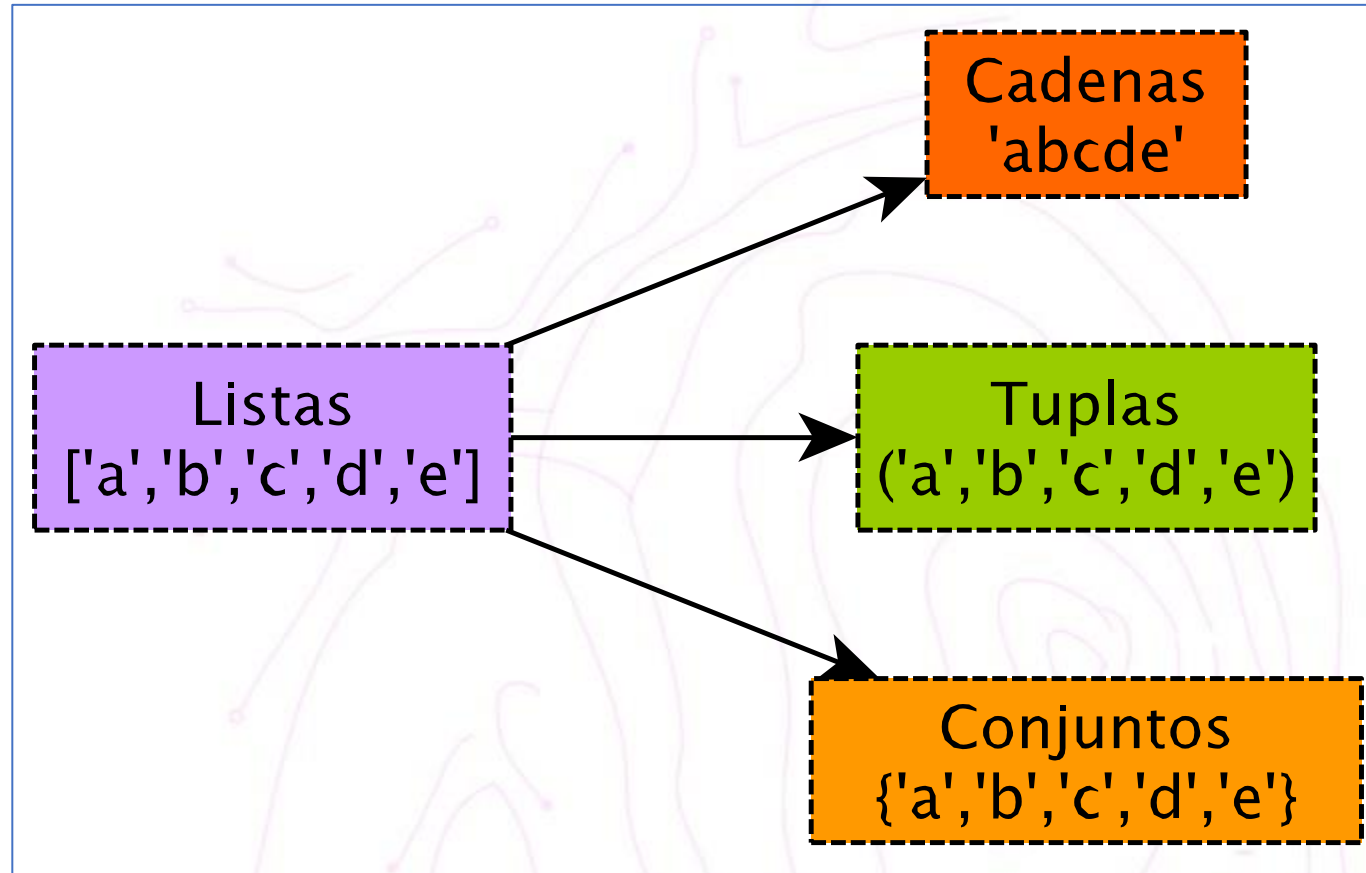 Cadenas
'abcde'
Listas
['a','b','c','d','e']
Tuplas
('a','b','c','d','e')
Conjuntos
{'a','b','c','d','e'}